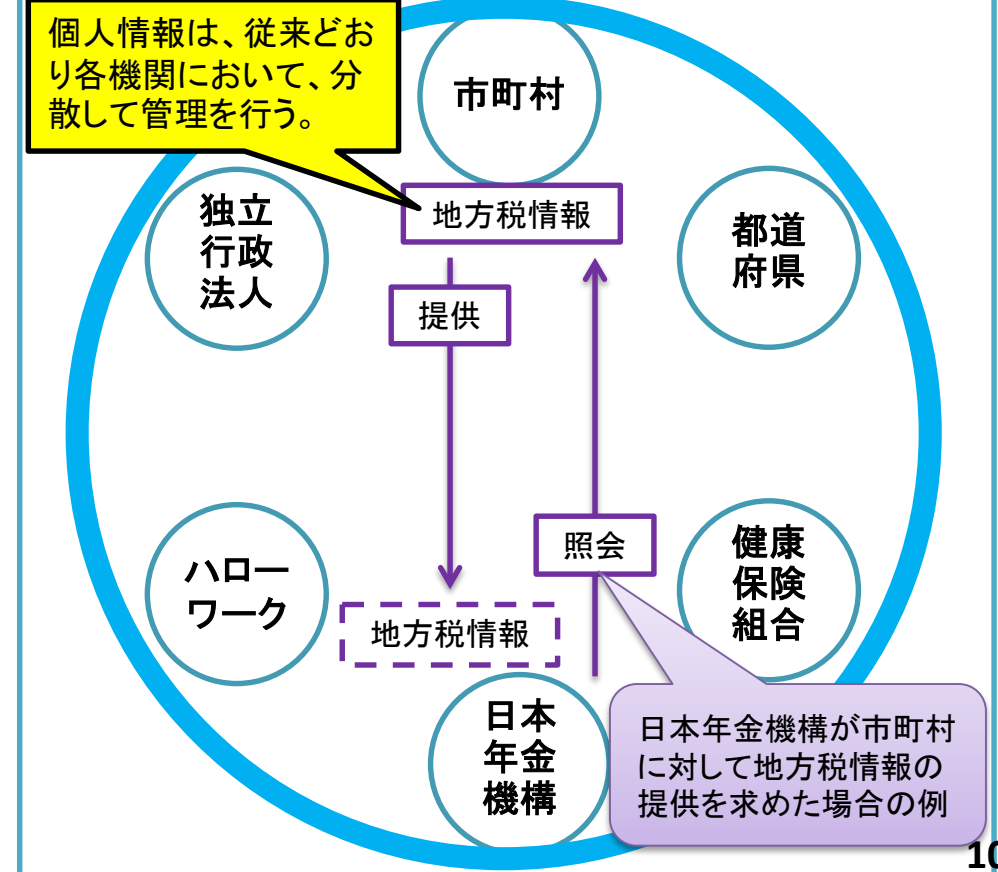 個人情報は、従来どお
り各機関において、分
散して管理を行う。
市町村
独立
行政
法人
地方税情報
都道
府県
提供
照会
ハロー
ワーク
健康
保険
組合
地方税情報
日本
年金
機構
日本年金機構が市町村
に対して地方税情報の
提供を求めた場合の例
10